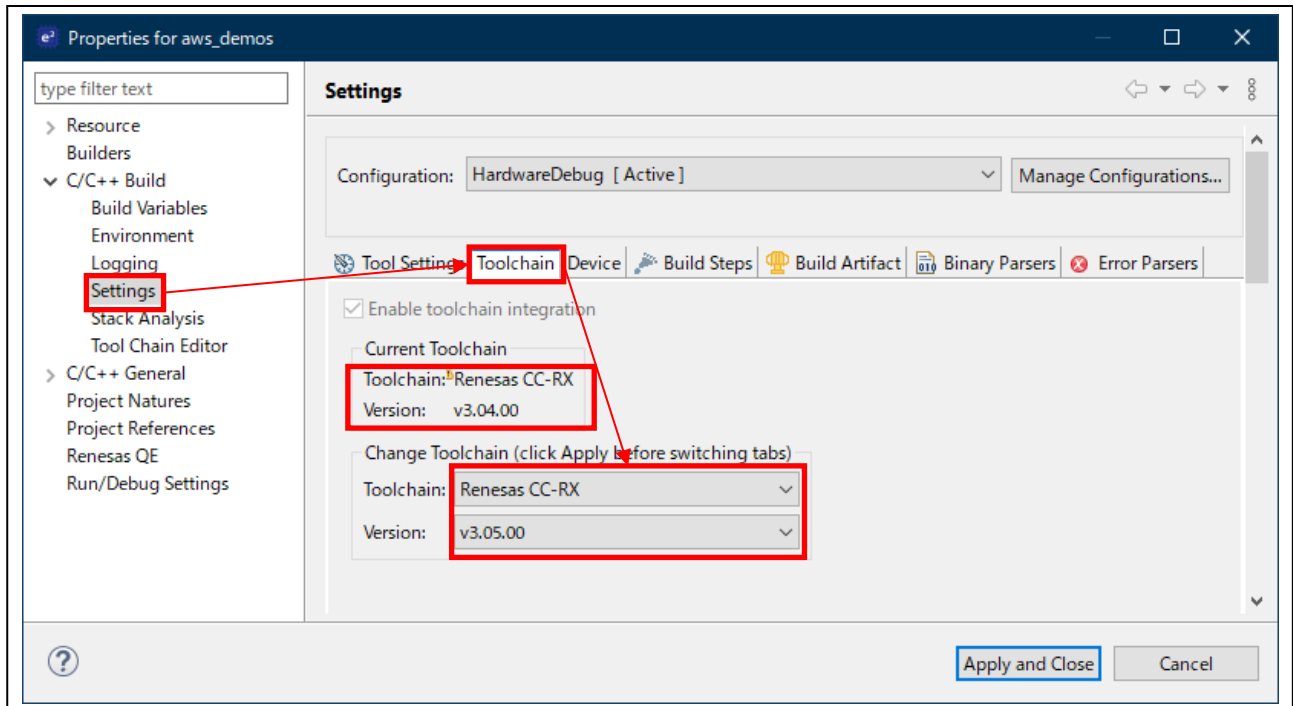 e² Properties for aws_demos
type filter text
Resource
Builders
C/C++ Build
Build Variables
Environment
Logging
Settings
Stack Analysis
Tool Chain Editor
C/C++ General
Project Natures
Project References
Renesas QE
Run/Debug Settings
Settings
Configuration: HardwareDebug [ Active ] Manage Configurations...
Tool Settings Toolchain Device Build Steps Build Artifact 010 Binary Parsers Error Parsers
Enable toolchain integration
Current Toolchain
Toolchain: Renesas CC-RX
Version: v3.04.00
Change Toolchain (click Apply before switching tabs)
Toolchain: Renesas CC-RX
Version: v3.05.00
? Apply and Close Cancel